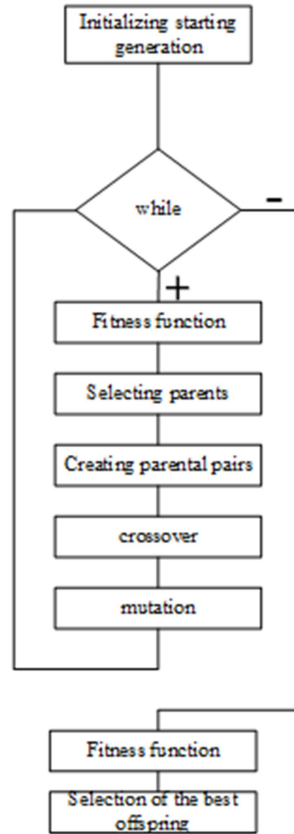 Initializing starting
generation
while
-
+
Fitness function
Selecting parents
Creating parental pairs
crossover
mutation
Fitness function
Selection of the best
offspring